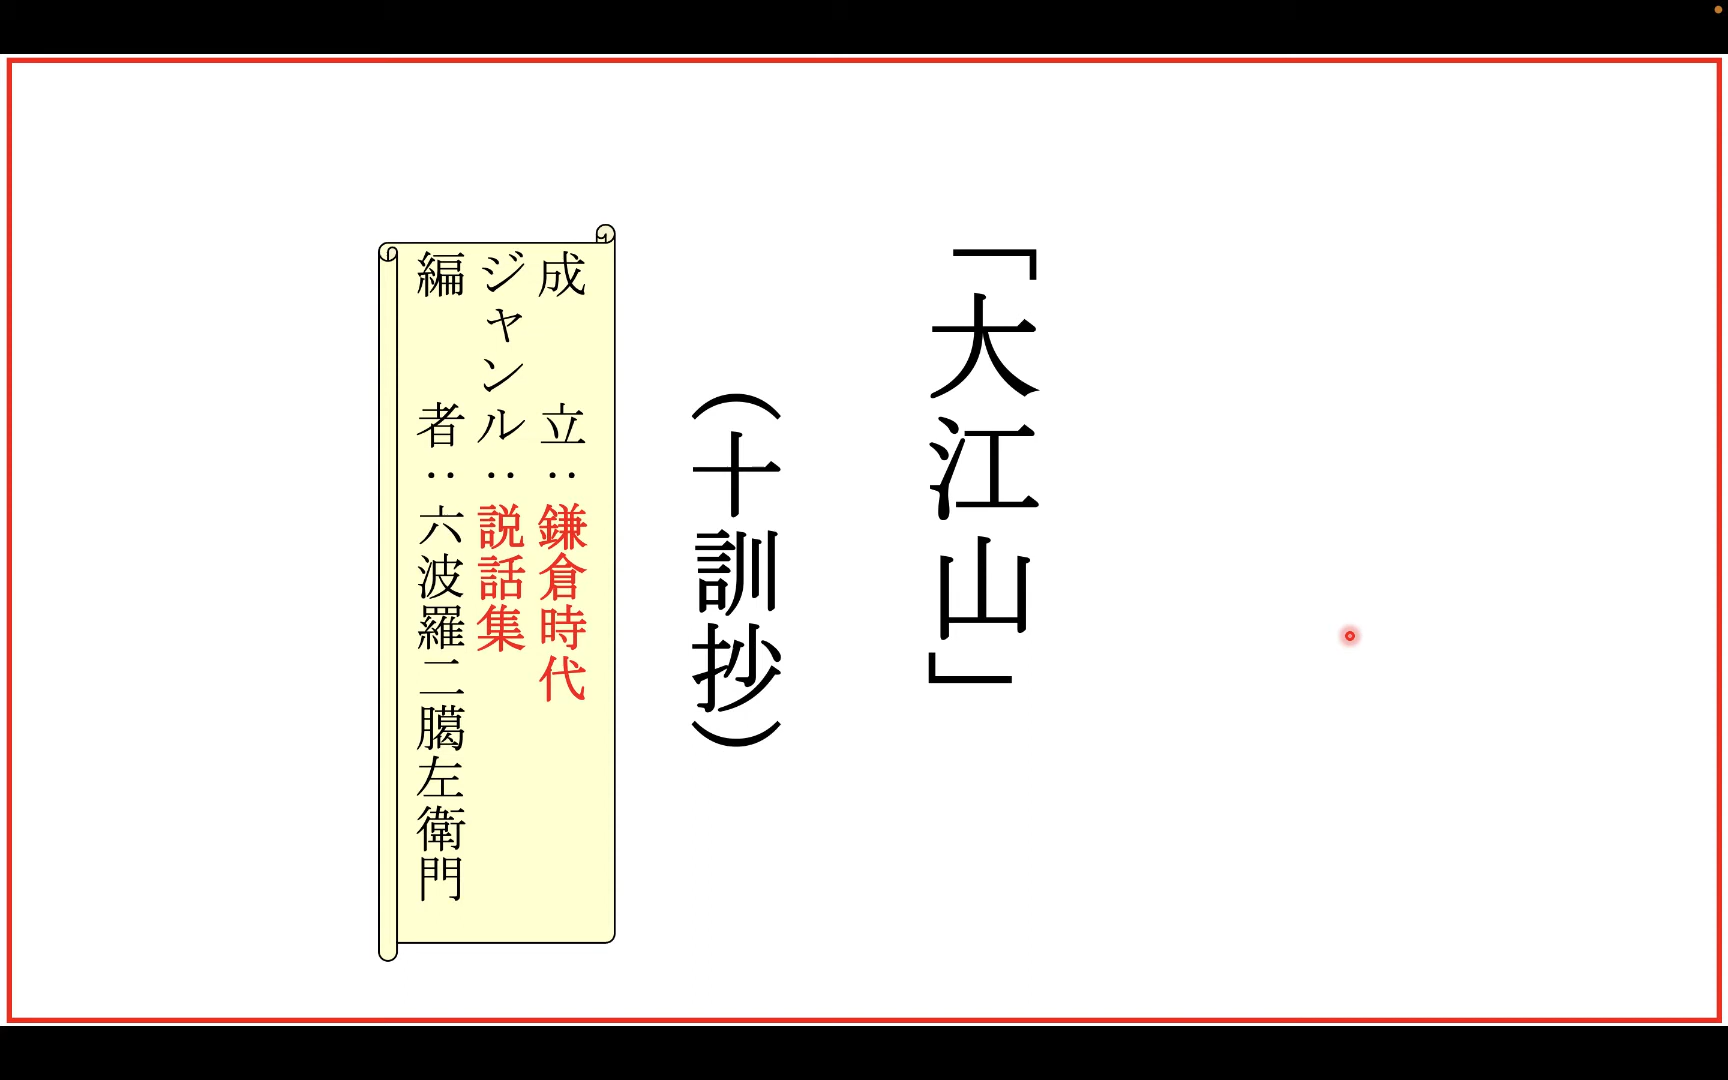 「大江山」
（十訓抄）
成　　立：鎌倉時代
ジャンル：説話集
編　　者：六波羅二臈左衛門